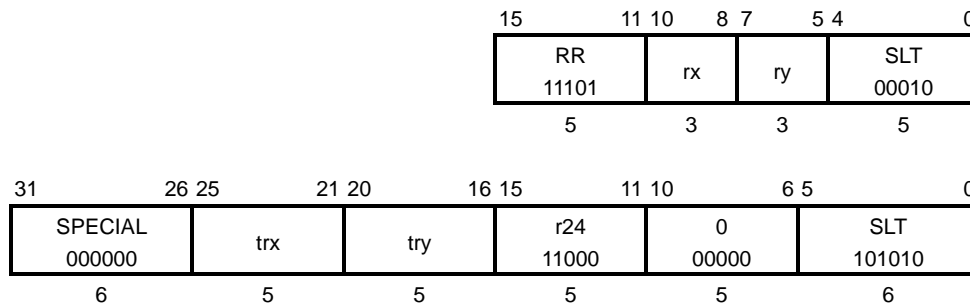 15 11 10 8 7 5 4 0
RR rx ry SLT
11101 00010
5 3 3 5
31 26 25 21 20 16 15 11 10 6 5 0
SPECIAL trx try r24 0 SLT
000000 11000 00000 101010
6 5 5 5 5 6